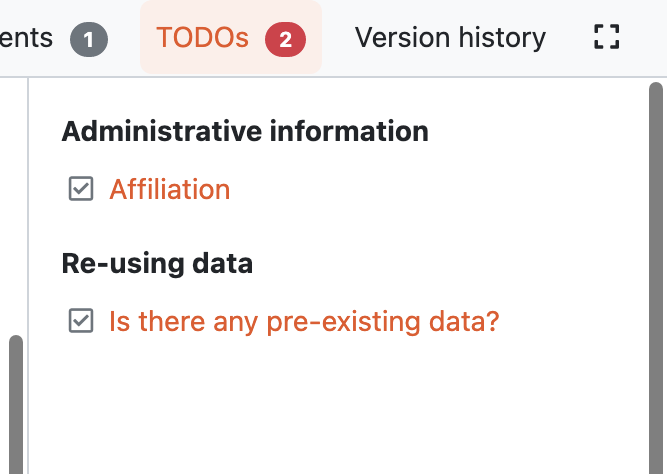 ents 1 TODOs 2 Version history
Administrative information
Affiliation
Re-using data
Is there any pre-existing data?